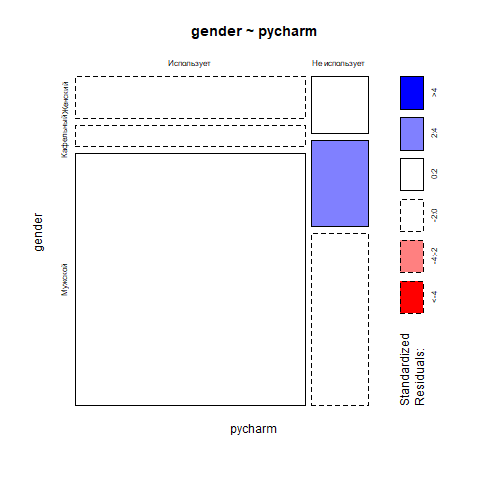 gender ~ pycharm
Использует
Не использует
Женский
Кафельный
Мужской
gender
pycharm
>4
2:4
0:2
-2:0
-4:-2
<-4
Standardized
Residuals: